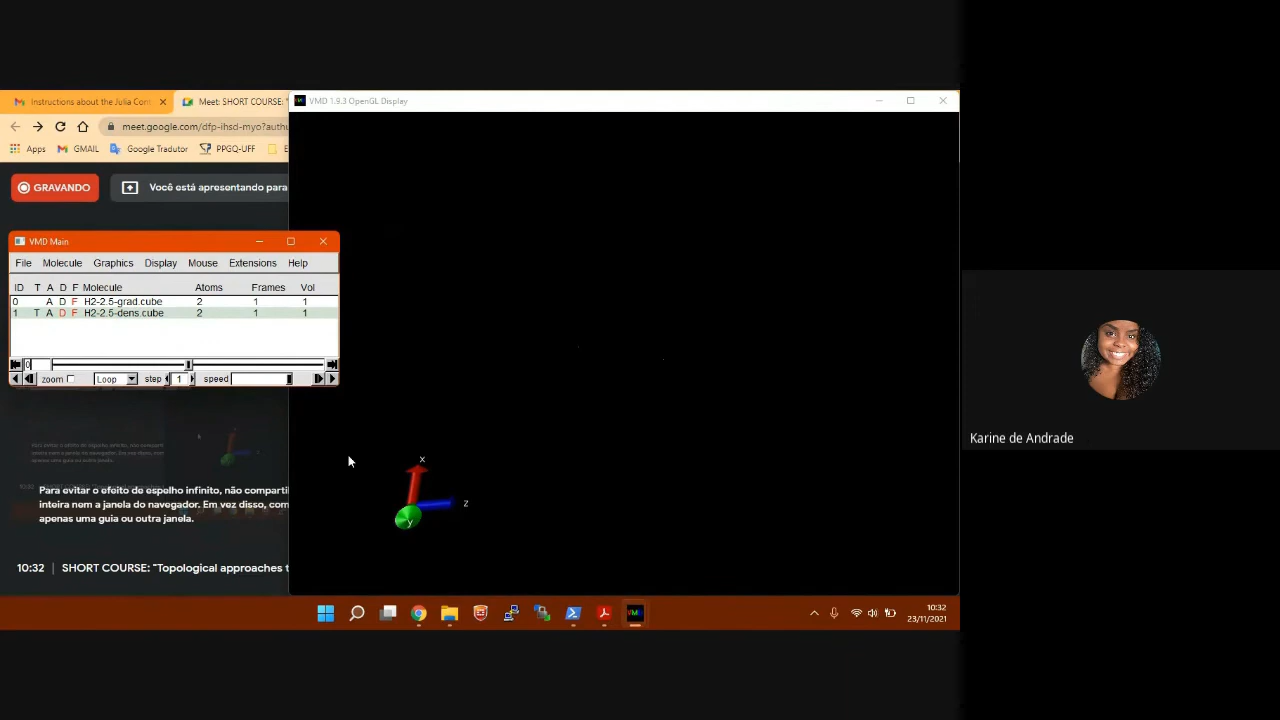 Instructions about the Julia Con
Meet: SHORT COURSE: "
VMD 1.9.3 OpenGL Display
meet.google.com/dfp-ihsd-myo?authu
Apps
GMAIL
Google Tradutor
PPGQ-UFF
E
GRAVANDO
Você está apresentando para
VMD Main
File Molecule Graphics Display Mouse Extensions Help
ID T A D F Molecule Atoms Frames Vol
0 A D F H2-2.5-grad.cube 2 1 1
1 T A D F H2-2.5-dens.cube 2 1 1
0
zoom Loop step 1 speed
Para evitar o efeito de espelho infinito, não compartil
inteira nem a janela do navegador. Em vez disso, com
apenas uma guia ou outra janela.
x
z
y
10:32 | SHORT COURSE: "Topological approaches t
VM
10:32
23/11/2021
Karine de Andrade